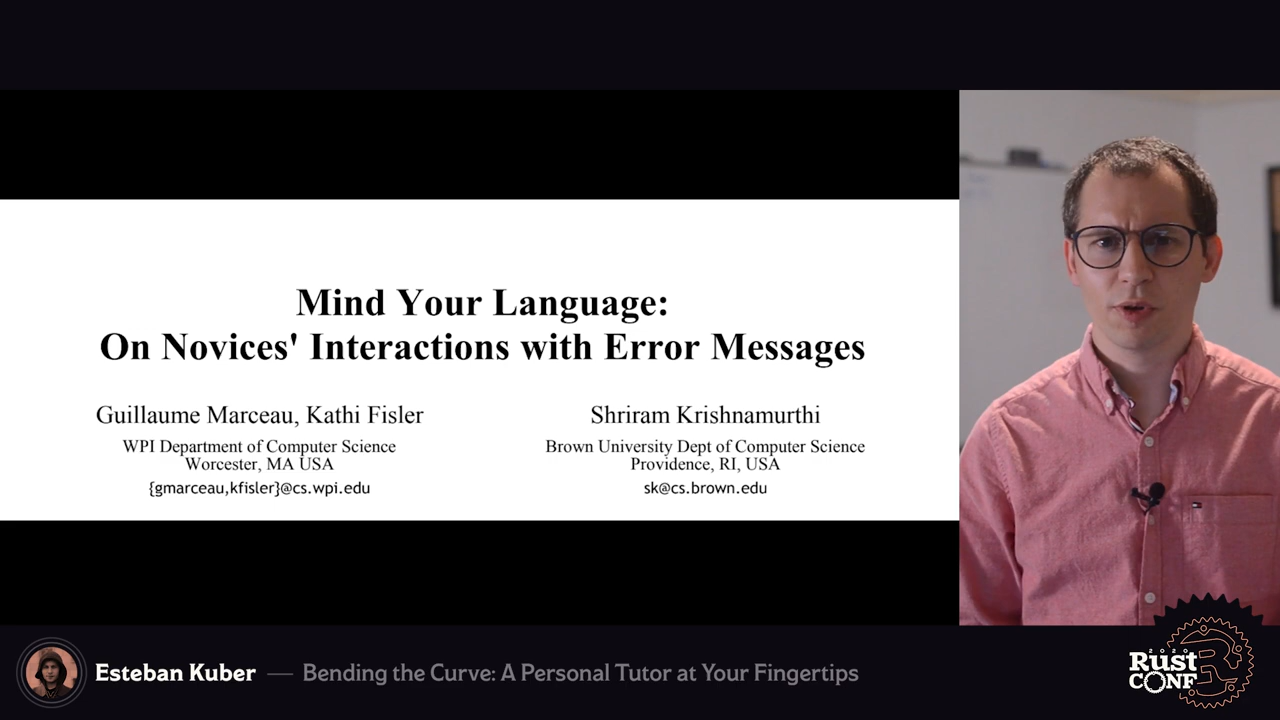 Mind Your Language:
On Novices' Interactions with Error Messages
Guillaume Marceau, Kathi Fisler
WPI Department of Computer Science
Worcester, MA USA
{gmarceau,kfisler}@cs.wpi.edu
Shriram Krishnamurthi
Brown University Dept of Computer Science
Providence, RI, USA
sk@cs.brown.edu
Esteban Kuber — Bending the Curve: A Personal Tutor at Your Fingertips
2020
Rust
CONF